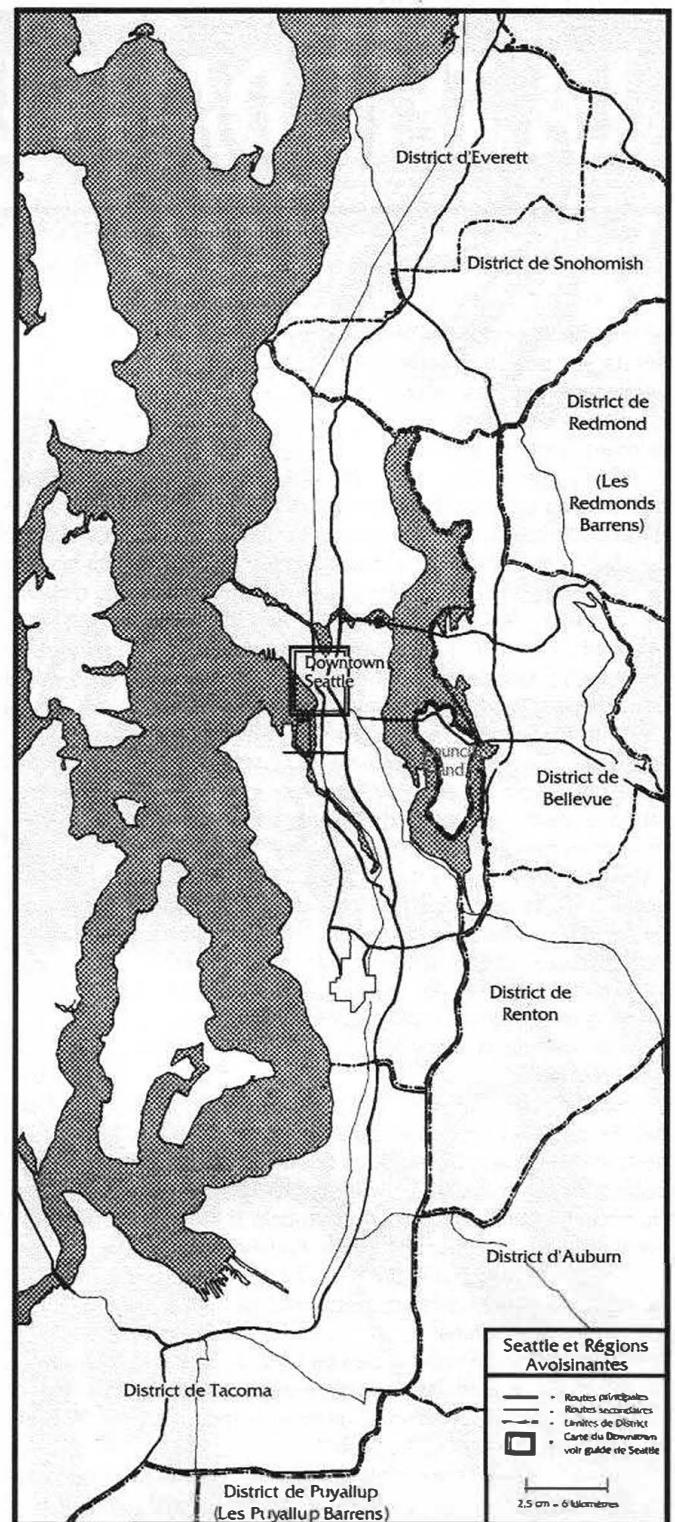 District d'Everett
District de Snohomish
District de
Redmond
(Les
Redmonds
Barrens)
Downtown
Seattle
Council
District de
Bellevue
District de
Renton
District d'Auburn
Seattle et Régions
Avoisinantes
Routes principales
Routes secondaires
Limites de District
Carte du Downtown
voir guide de Seattle
2,5 cm = 6 kilomètres
District de Tacoma
District de Puyallup
(Les Puyallup Barrens)